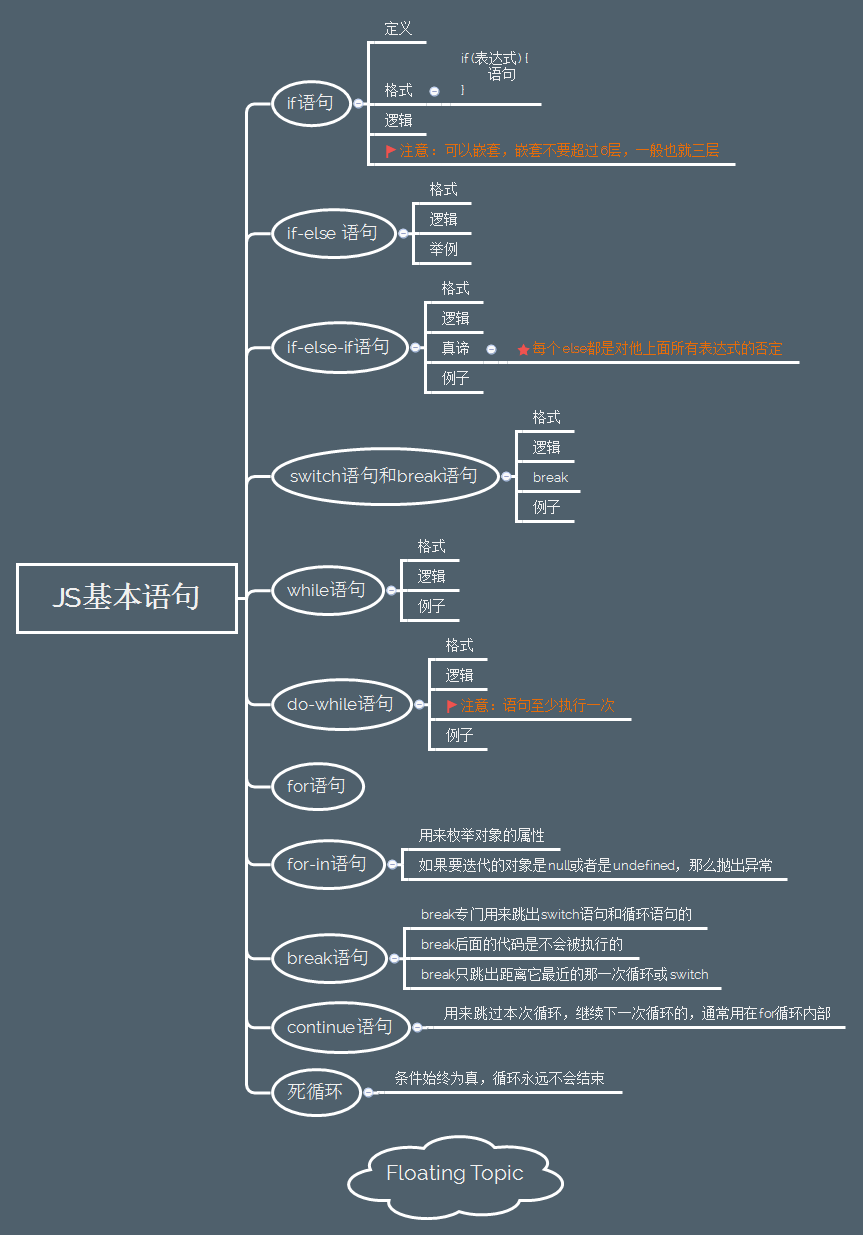 JS基本语句
if语句
定义
格式
if(表达式) {
语句
}
逻辑
注意：可以嵌套，嵌套不要超过6层，一般也就三层
if-else 语句
格式
逻辑
举例
if-else-if语句
格式
逻辑
真谛
每个else都是对他上面所有表达式的否定
例子
switch语句和break语句
格式
逻辑
break
例子
while语句
格式
逻辑
例子
do-while语句
格式
逻辑
注意：语句至少执行一次
例子
for语句
for-in语句
用来枚举对象的属性
如果要迭代的对象是null或者是undefined，那么抛出异常
break语句
break专门用来跳出switch语句和循环语句的
break后面的代码是不会被执行的
break只跳出距离它最近的那一次循环或switch
continue语句
用来跳过本次循环，继续下一次循环的，通常用在for循环内部
死循环
条件始终为真，循环永远不会结束
Floating Topic